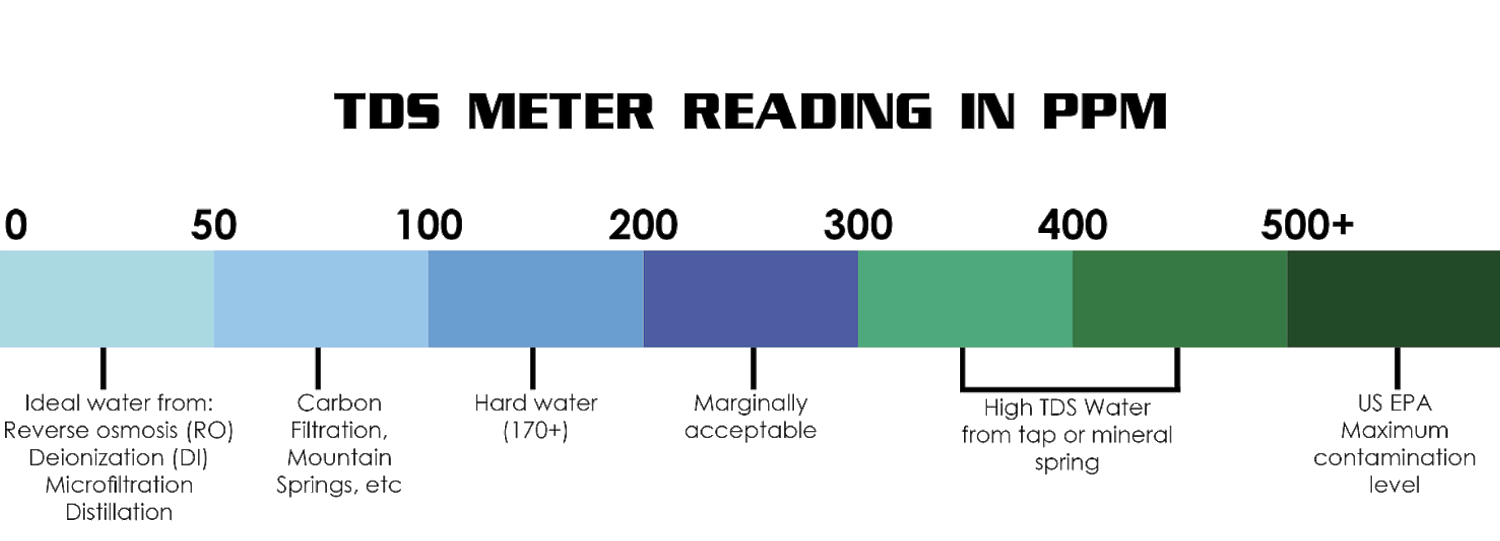 TDS METER READING IN PPM
0 50 100 200 300 400 500+
Ideal water from:
Reverse osmosis (RO)
Deionization (DI)
Microfiltration
Distillation
Carbon
Filtration,
Mountain
Springs, etc
Hard water
(170+)
Marginally
acceptable
High TDS Water
from tap or mineral
spring
US EPA
Maximum
contamination
level